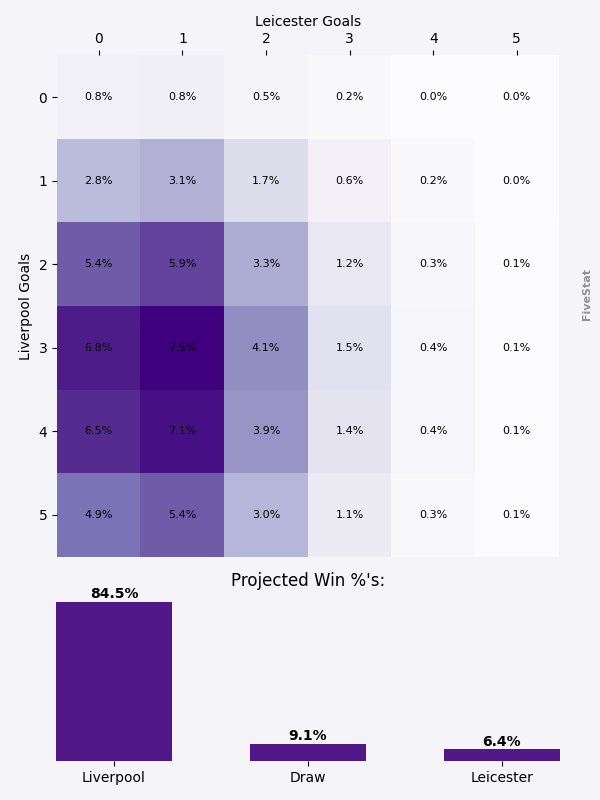 Leicester Goals
0 1 2 3 4 5
0 0.8% 0.8% 0.5% 0.2% 0.0% 0.0%
1 2.8% 3.1% 1.7% 0.6% 0.2% 0.0%
2 5.4% 5.9% 3.3% 1.2% 0.3% 0.1%
3 6.8% 7.5% 4.1% 1.5% 0.4% 0.1%
4 6.5% 7.1% 3.9% 1.4% 0.4% 0.1%
5 4.9% 5.4% 3.0% 1.1% 0.3% 0.1%
Liverpool Goals
FiveStat
Projected Win %'s:
84.5% 9.1% 6.4%
Liverpool Draw Leicester